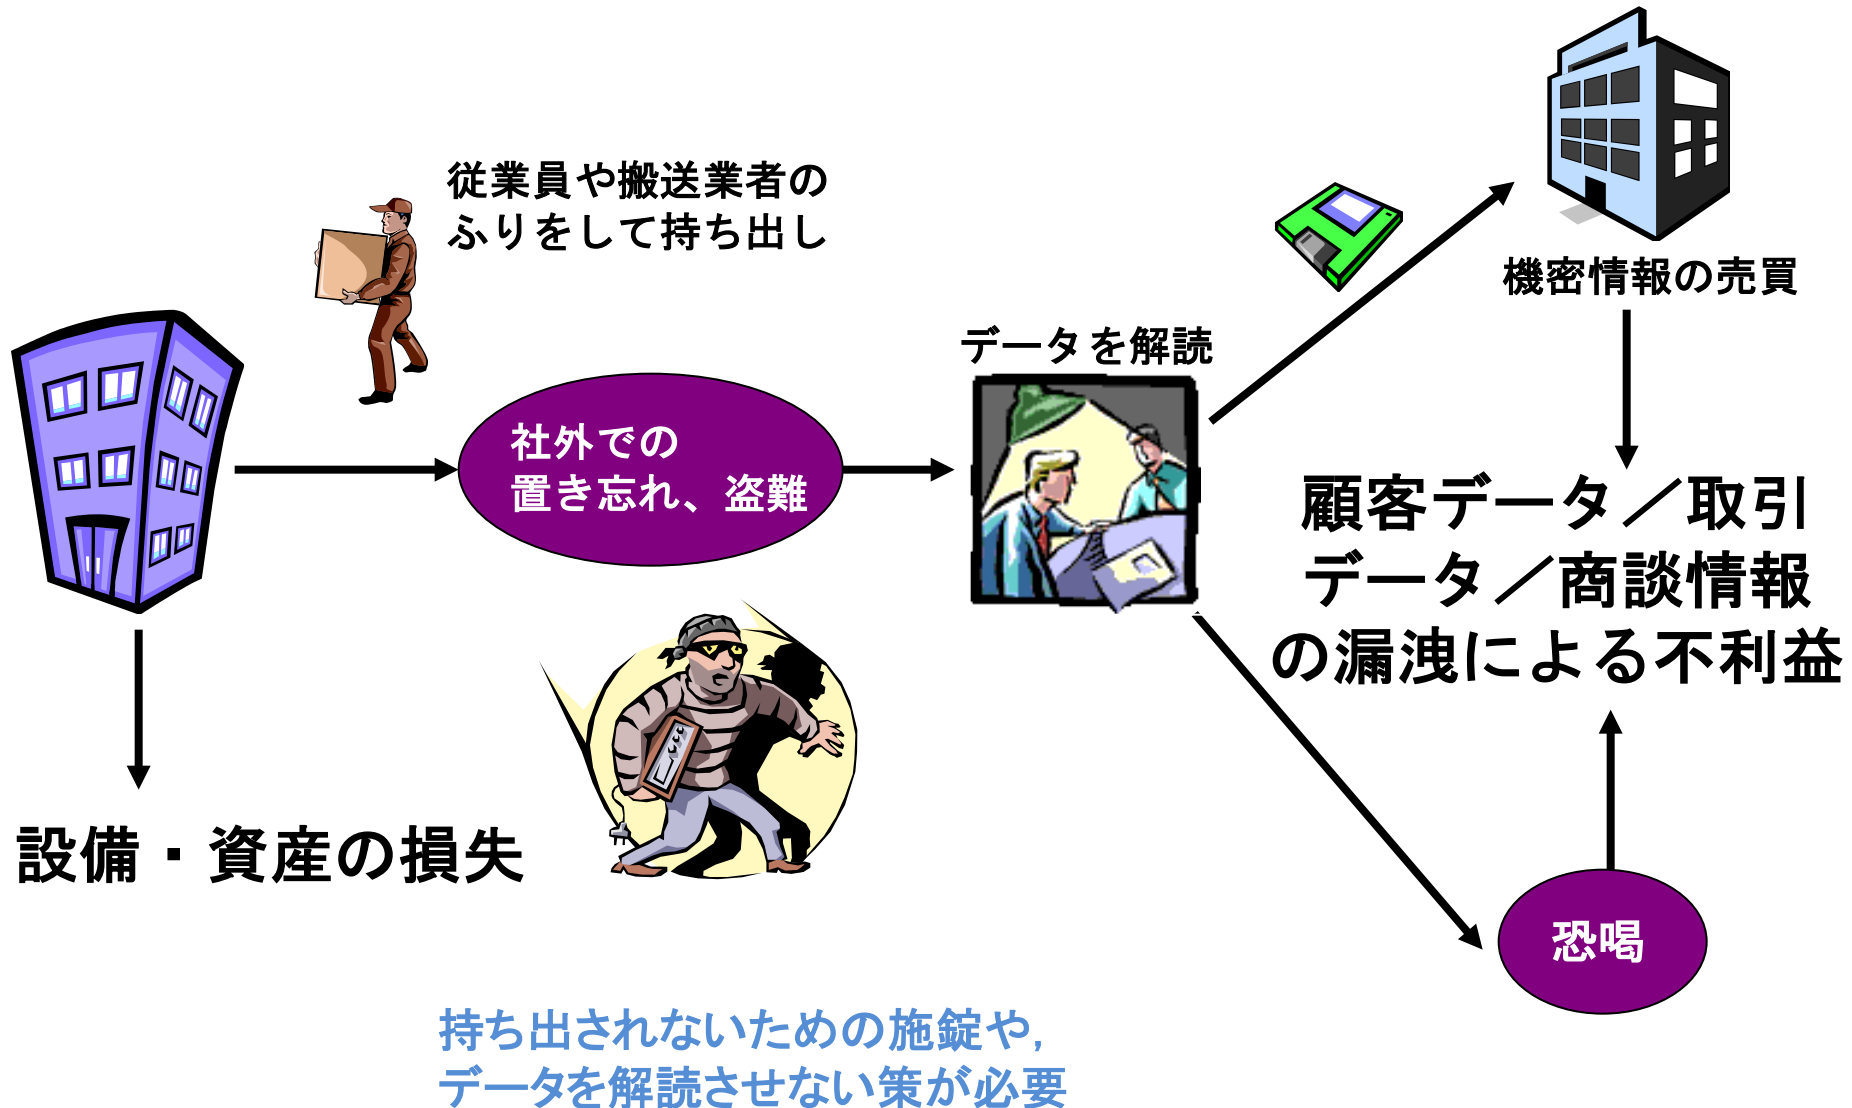 従業員や搬送業者の
ふりをして持ち出し
機密情報の売買
データを解読
社外での
置き忘れ、盗難
顧客データ／取引
データ／商談情報
の漏洩による不利益
設備・資産の損失
恐喝
持ち出されないための施錠や,
データを解読させない策が必要